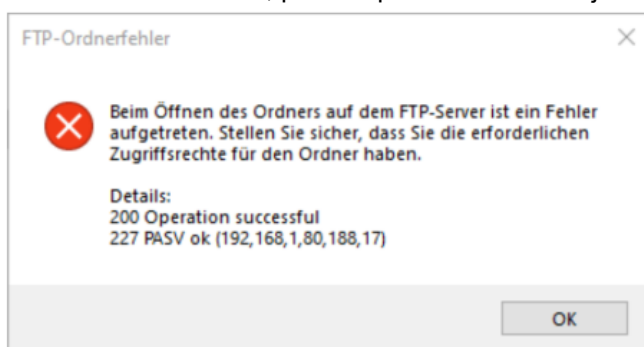 FTP-Ordnerfehler
Beim Öffnen des Ordners auf dem FTP-Server ist ein Fehler
aufgetreten. Stellen Sie sicher, dass Sie die erforderlichen
Zugriffsrechte für den Ordner haben.
Details:
200 Operation successful
227 PASV ok (192,168,1,80,188,17)
OK